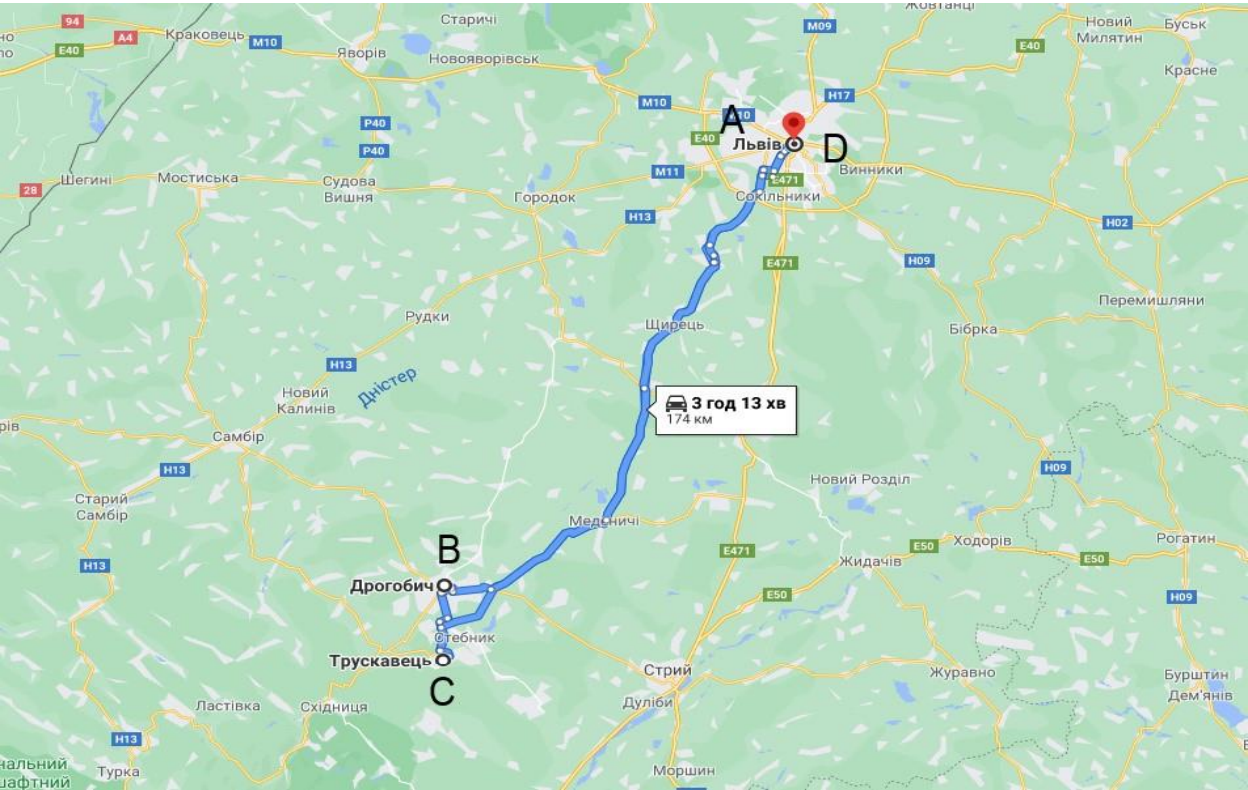 94
A4
E40
Краковець
M10
Яворів
Старичі
Новояворівськ
M09
Жовтанці
E40
Новий
Милятин
Буськ
Красне
P40
P40
M10
M10
H17
A
E40
Львів
D
Винники
M11
E471
Сокільники
28
Шегині
Мостиська
Судова
Вишня
Городок
H13
H02
E471
H09
Перемишляни
Рудки
Щирець
Бібрка
H13
Дністер
Новий
Калинів
3 год 13 хв
174 км
Самбір
H13
H09
Старий
Самбір
Новий Розділ
Меденичі
B
E471
E50
Ходорів
E50
Рогатин
H13
Дрогобич
Жидачів
E50
H09
Стебник
Трускавець
C
Стрий
Журавно
Бурштин
Дем'янів
Ластівка
Східниця
Дуліби
H13
Турка
Моршин